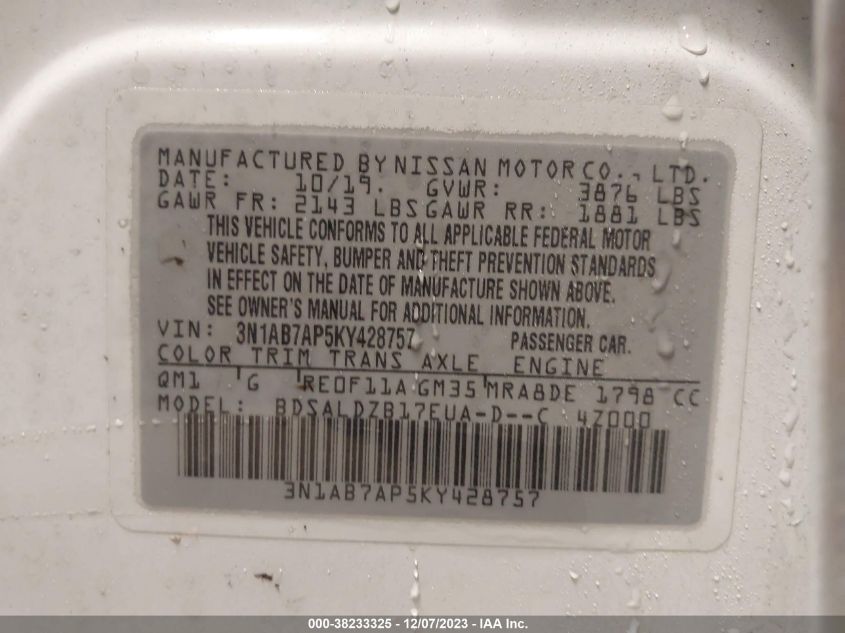 MANUFACTURED BY NISSAN MOTOR CO., LTD.
DATE: 10/19. GVWR: 3876 LBS
GAWR FR: 2143 LBS GAWR RR: 1881 LBS
THIS VEHICLE CONFORMS TO ALL APPLICABLE FEDERAL MOTOR
VEHICLE SAFETY, BUMPER AND THEFT PREVENTION STANDARDS
IN EFFECT ON THE DATE OF MANUFACTURE SHOWN ABOVE.
SEE OWNER'S MANUAL FOR ADDITIONAL INFORMATION.
VIN: 3N1AB7AP5KY428757 PASSENGER CAR.
COLOR TRIM TRANS AXLE ENGINE
QM1 G RE0F11A GM35 MRA8DE 1798 CC
MODEL: BDSALDZB17EUA-D--C 4Z000
3N1AB7AP5KY428757
000-38233325 - 12/07/2023 - IAA Inc.